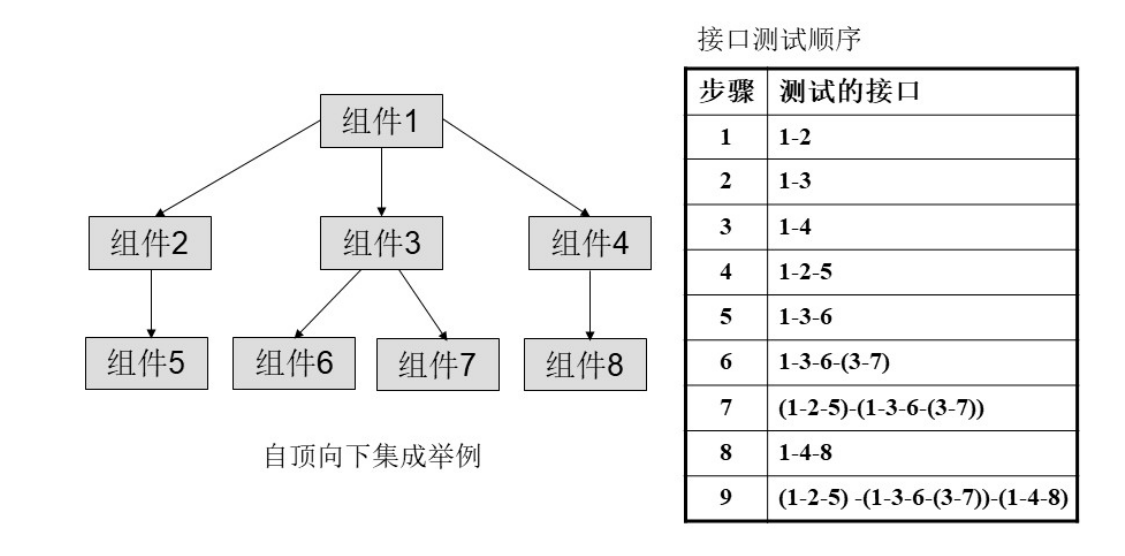 接口测试顺序
组件1
组件2
组件3
组件4
组件5
组件6
组件7
组件8
自顶向下集成举例
步骤 测试的接口
1 1-2
2 1-3
3 1-4
4 1-2-5
5 1-3-6
6 1-3-6-(3-7)
7 (1-2-5)-(1-3-6-(3-7))
8 1-4-8
9 (1-2-5) -(1-3-6-(3-7))-(1-4-8)